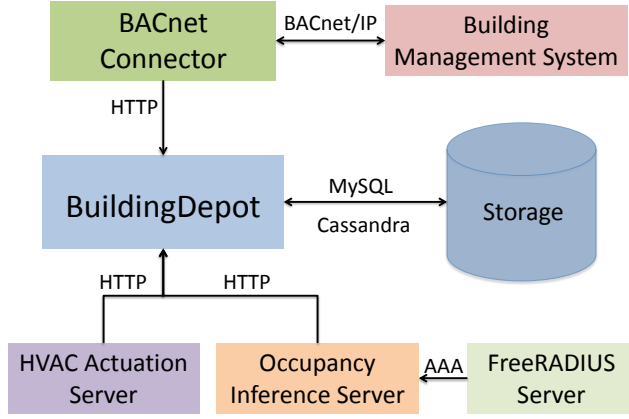 BACnet
Connector
BACnet/IP
Building
Management System
HTTP
BuildingDepot
MySQL
Cassandra
Storage
HTTP
HTTP
HVAC Actuation
Server
Occupancy
Inference Server
AAA
FreeRADIUS
Server